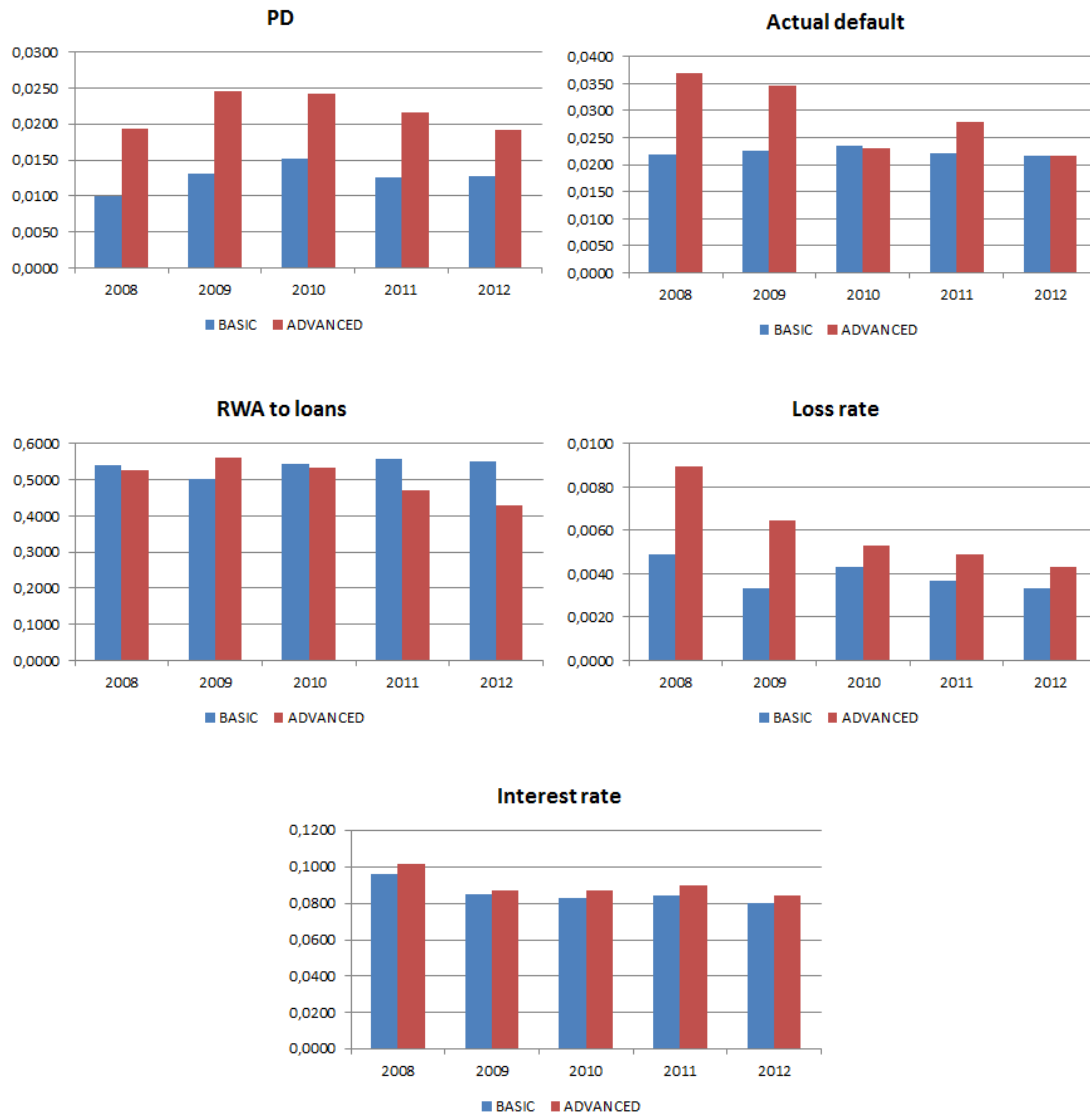 PD
0,0300
0,0250
0,0200
0,0150
0,0100
0,0050
0,0000
2008 2009 2010 2011 2012
BASIC ADVANCED
Actual default
0,0400
0,0350
0,0300
0,0250
0,0200
0,0150
0,0100
0,0050
0,0000
2008 2009 2010 2011 2012
BASIC ADVANCED
RWA to loans
0,6000
0,5000
0,4000
0,3000
0,2000
0,1000
0,0000
2008 2009 2010 2011 2012
BASIC ADVANCED
Loss rate
0,0100
0,0080
0,0060
0,0040
0,0020
0,0000
2008 2009 2010 2011 2012
BASIC ADVANCED
Interest rate
0,1200
0,1000
0,0800
0,0600
0,0400
0,0200
0,0000
2008 2009 2010 2011 2012
BASIC ADVANCED